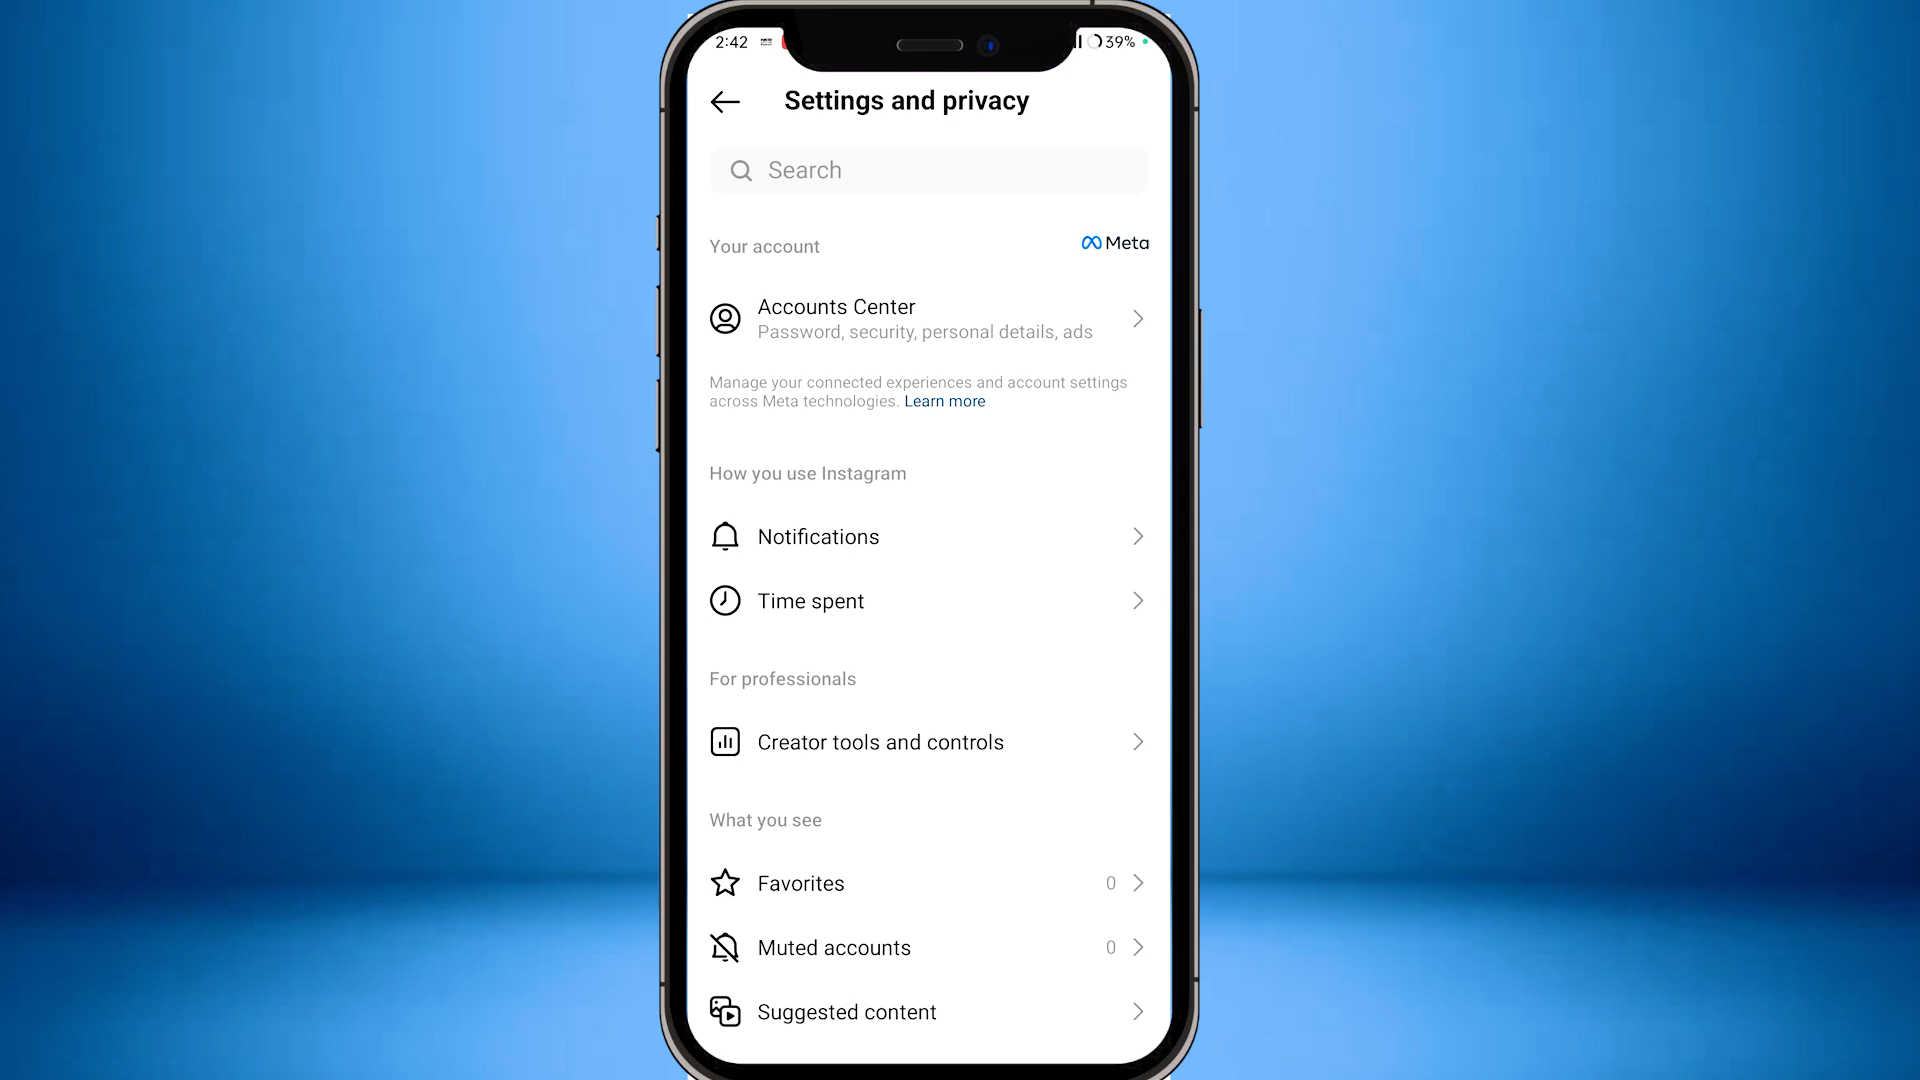 2:42 39%
Settings and privacy
Search
Your account Meta
Accounts Center
Password, security, personal details, ads
Manage your connected experiences and account settings
across Meta technologies. Learn more
How you use Instagram
Notifications
Time spent
For professionals
Creator tools and controls
What you see
Favorites 0
Muted accounts 0
Suggested content